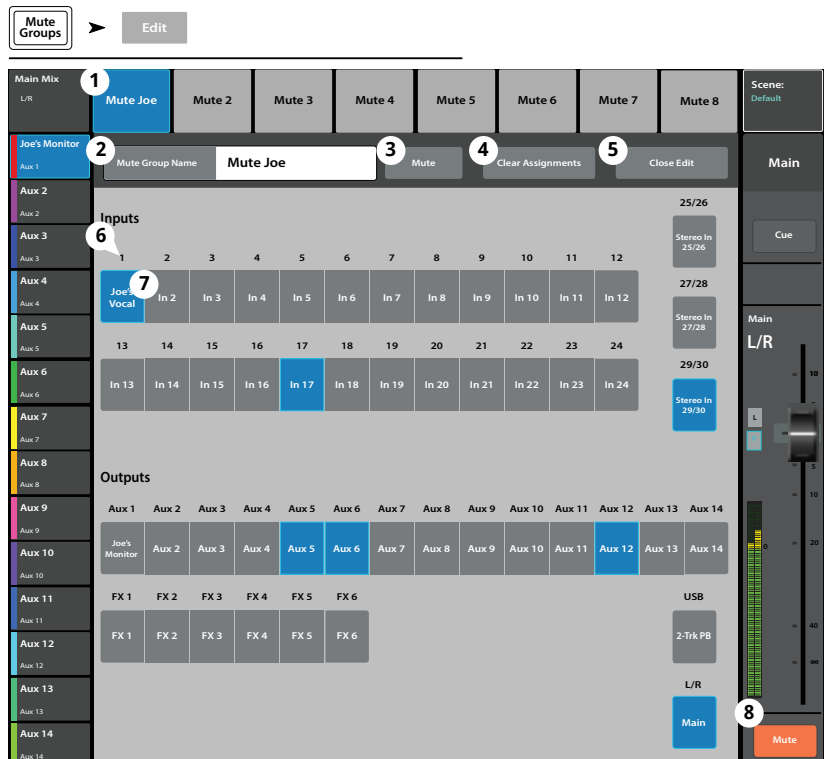 Mute Groups
Edit
Main Mix
L/R
1
Mute Joe
Mute 2
Mute 3
Mute 4
Mute 5
Mute 6
Mute 7
Mute 8
Scene:
Default
Joe's Monitor
Aux 1
2
Mute Group Name
Mute Joe
3
Mute
4
Clear Assignments
5
Close Edit
Main
Aux 2
Aux 2
Aux 3
Aux 3
Aux 4
Aux 4
Aux 5
Aux 5
Aux 6
Aux 6
Aux 7
Aux 7
Aux 8
Aux 8
Aux 9
Aux 9
Aux 10
Aux 10
Aux 11
Aux 11
Aux 12
Aux 12
Aux 13
Aux 13
Aux 14
Aux 14
Inputs
6
1 2 3 4 5 6 7 8 9 10 11 12
Joe's Vocal
7
In 2 In 3 In 4 In 5 In 6 In 7 In 8 In 9 In 10 In 11 In 12
13 14 15 16 17 18 19 20 21 22 23 24
In 13 In 14 In 15 In 16 In 17 In 18 In 19 In 20 In 21 In 22 In 23 In 24
25/26
Stereo In
25/26
27/28
Stereo In
27/28
29/30
Stereo In
29/30
Outputs
Aux 1 Aux 2 Aux 3 Aux 4 Aux 5 Aux 6 Aux 7 Aux 8 Aux 9 Aux 10 Aux 11 Aux 12 Aux 13 Aux 14
Joe's Monitor
Aux 2 Aux 3 Aux 4 Aux 5 Aux 6 Aux 7 Aux 8 Aux 9 Aux 10 Aux 11 Aux 12 Aux 13 Aux 14
FX 1 FX 2 FX 3 FX 4 FX 5 FX 6
FX 1 FX 2 FX 3 FX 4 FX 5 FX 6
USB
2-Trk PB
L/R
Main
Cue
Main
L/R
10
L
5
10
0
20
40
∞
8
Mute